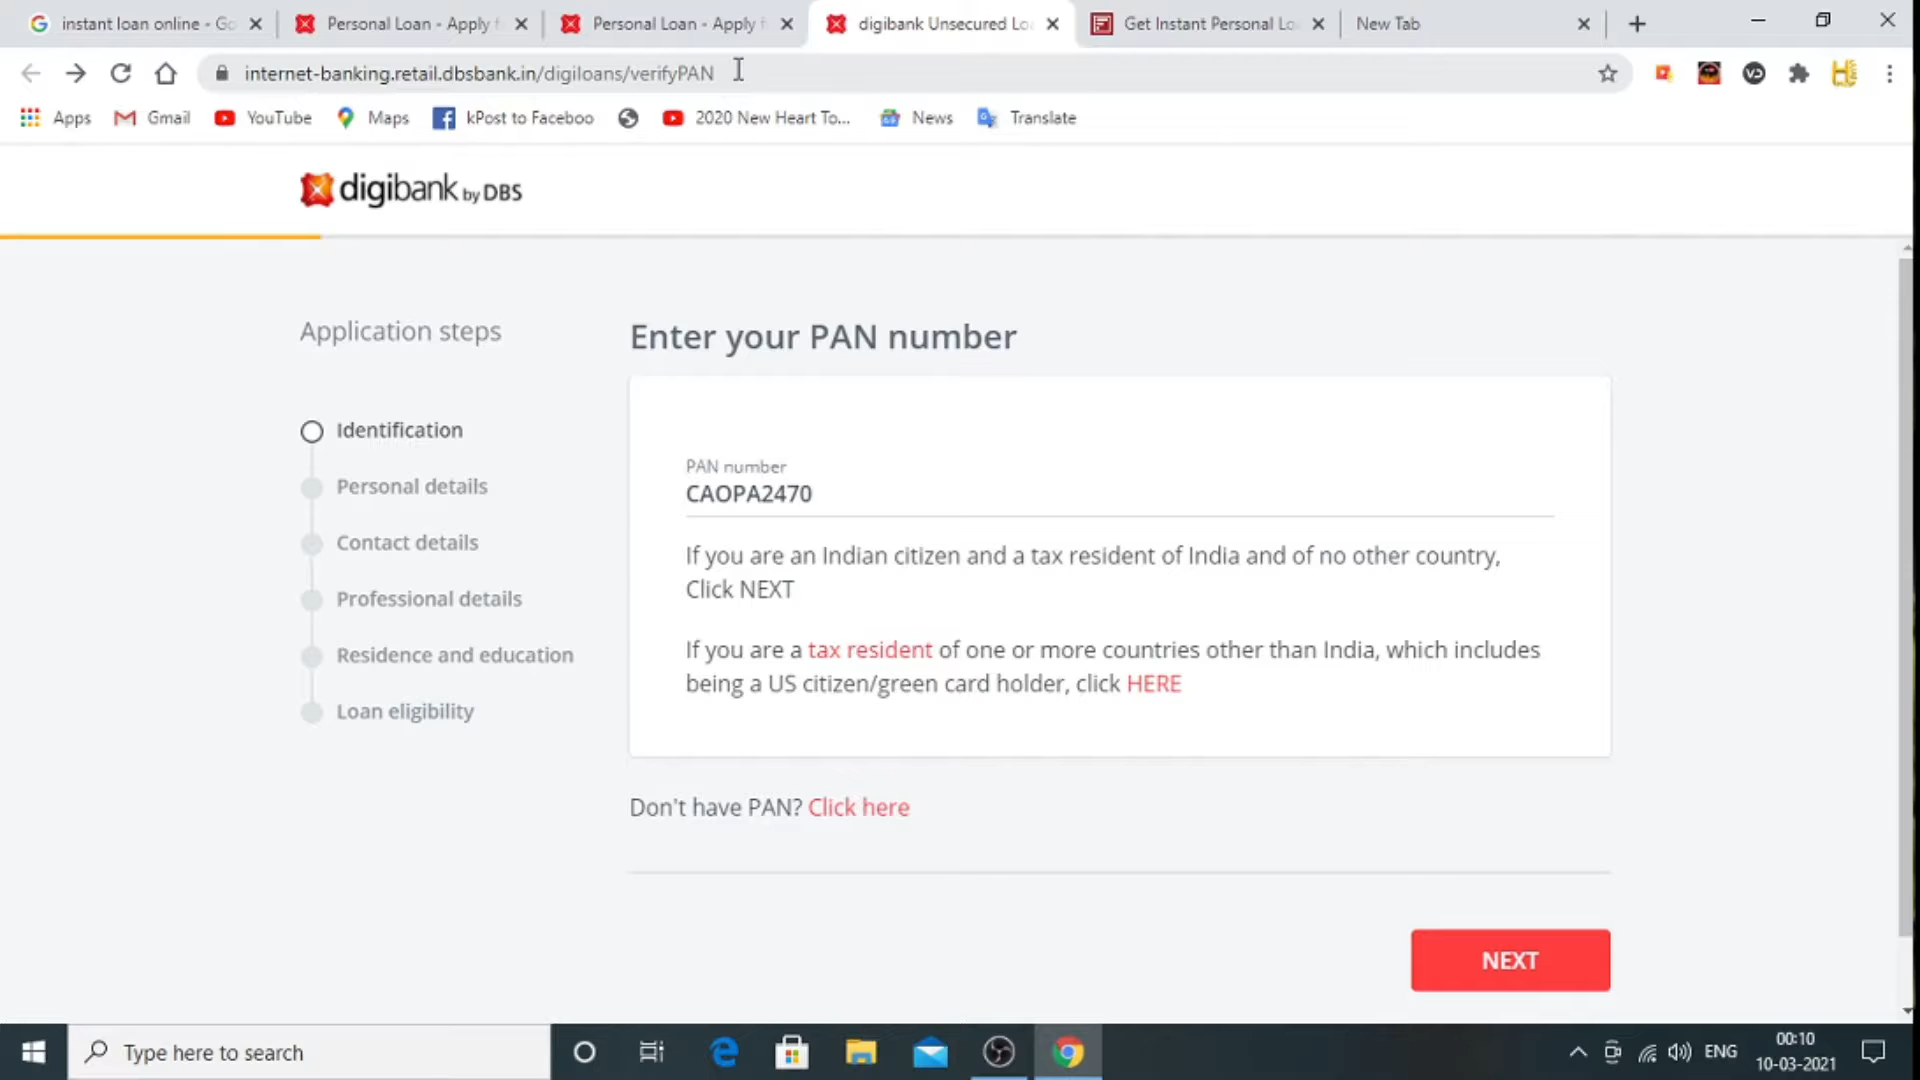 instant loan online - Go
Personal Loan - Apply f
Personal Loan - Apply f
digibank Unsecured Lo
Get Instant Personal Lo
New Tab
internet-banking.retail.dbsbank.in/digiloans/verifyPAN
Apps
Gmail
YouTube
Maps
kPost to Faceboo
2020 New Heart To...
News
Translate
digibank by DBS
Application steps
Identification
Personal details
Contact details
Professional details
Residence and education
Loan eligibility
Enter your PAN number
PAN number
CAOPA2470
If you are an Indian citizen and a tax resident of India and of no other country,
Click NEXT
If you are a tax resident of one or more countries other than India, which includes
being a US citizen/green card holder, click HERE
Don't have PAN? Click here
NEXT
Type here to search
ENG
00:10
10-03-2021